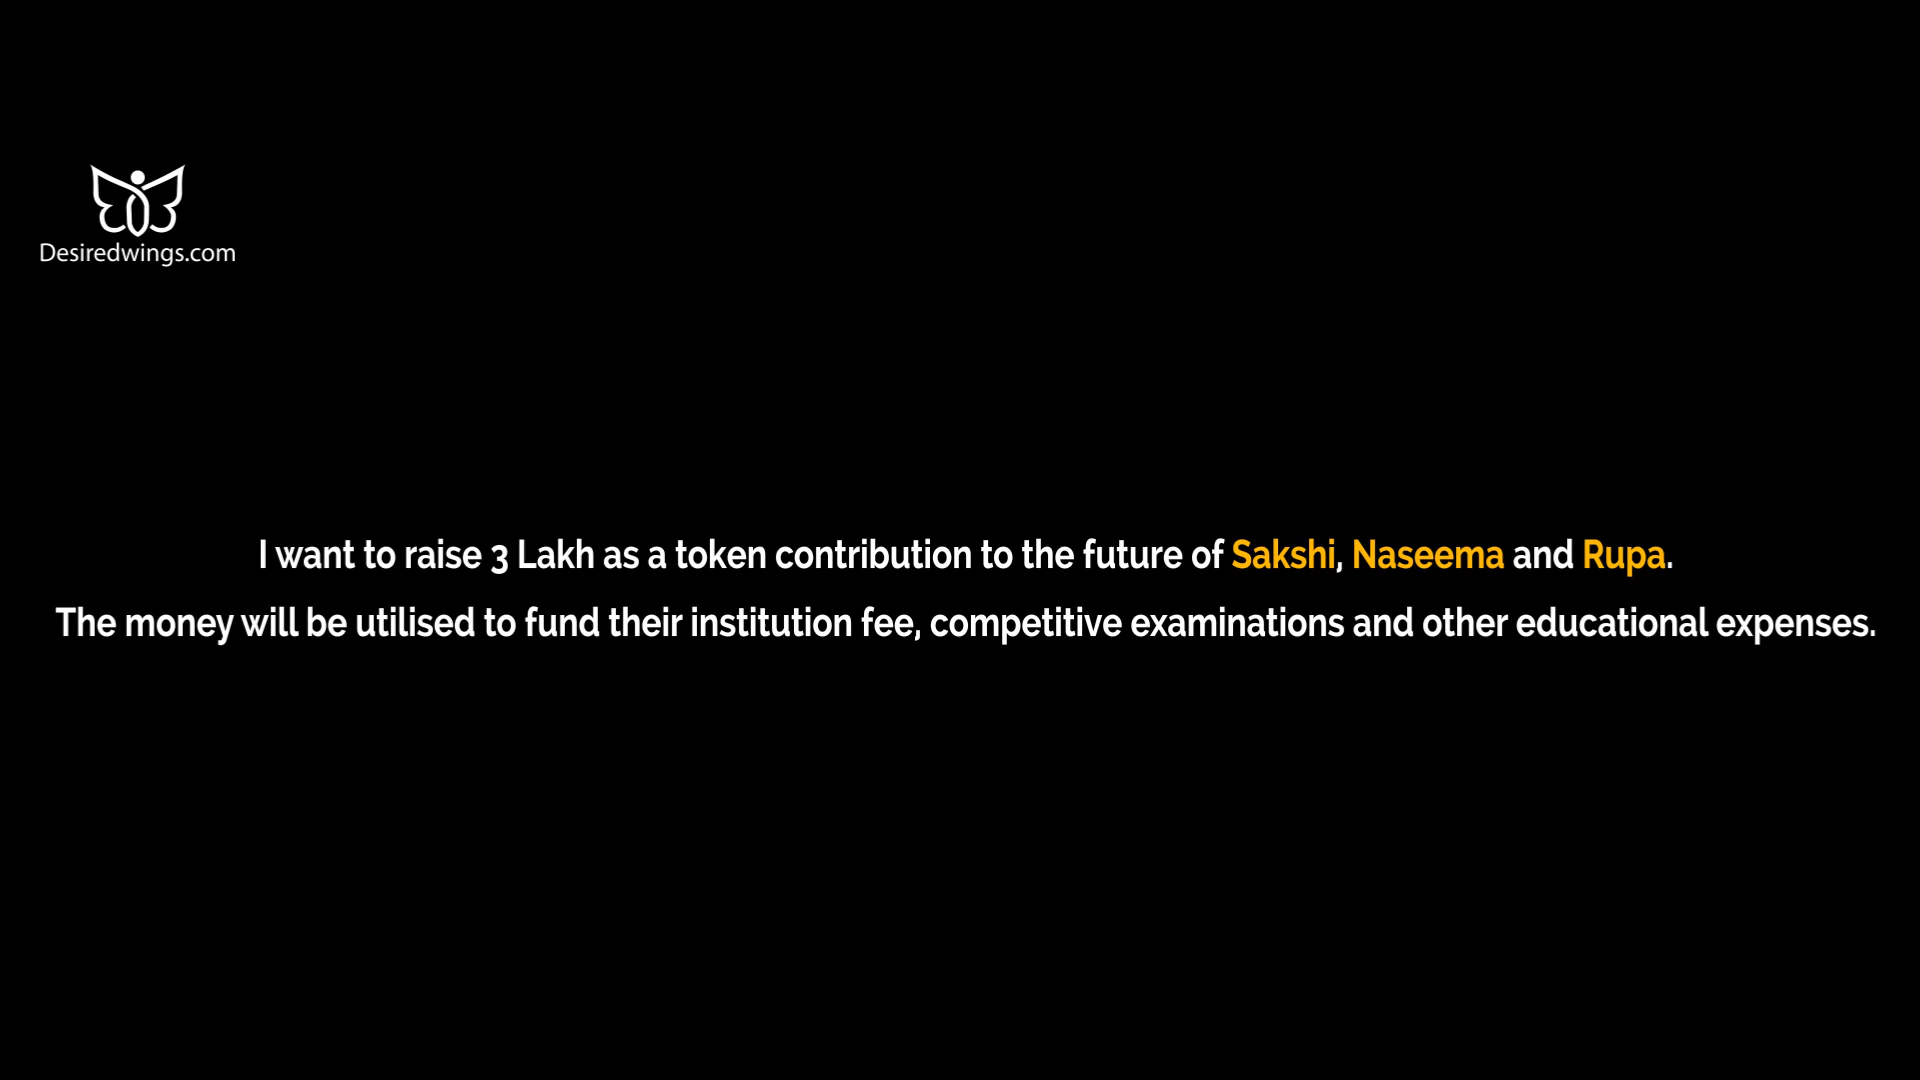 Desiredwings.com
I want to raise 3 Lakh as a token contribution to the future of Sakshi, Naseema and Rupa.
The money will be utilised to fund their institution fee, competitive examinations and other educational expenses.